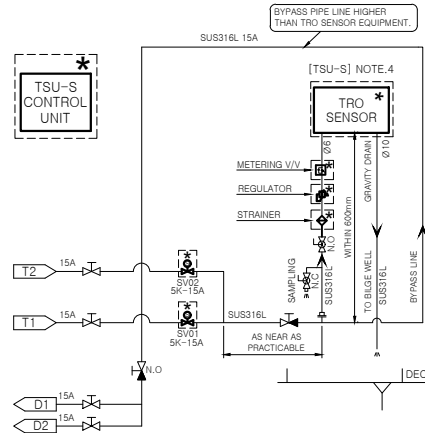 BYPASS PIPE LINE HIGHER
THAN TRO SENSOR EQUIPMENT.
SUS316L 15A
[TSU-S] NOTE.4
*
TSU-S
CONTROL
UNIT
*
TRO
SENSOR
Ø6
Ø10
METERING V/V
*
REGULATOR
*
STRAINER
*
GRAVITY DRAIN
WITHIN 600mm
N.O
SAMPLING
N.C
SUS316L
TO BILGE WELL
SUS316L
BYPASS LINE
T2
15A
*
SV02
5K-15A
T1
15A
*
SV01
5K-15A
SUS316L
AS NEAR AS
PRACTICABLE
N.O
D1
15A
D2
15A
DEC